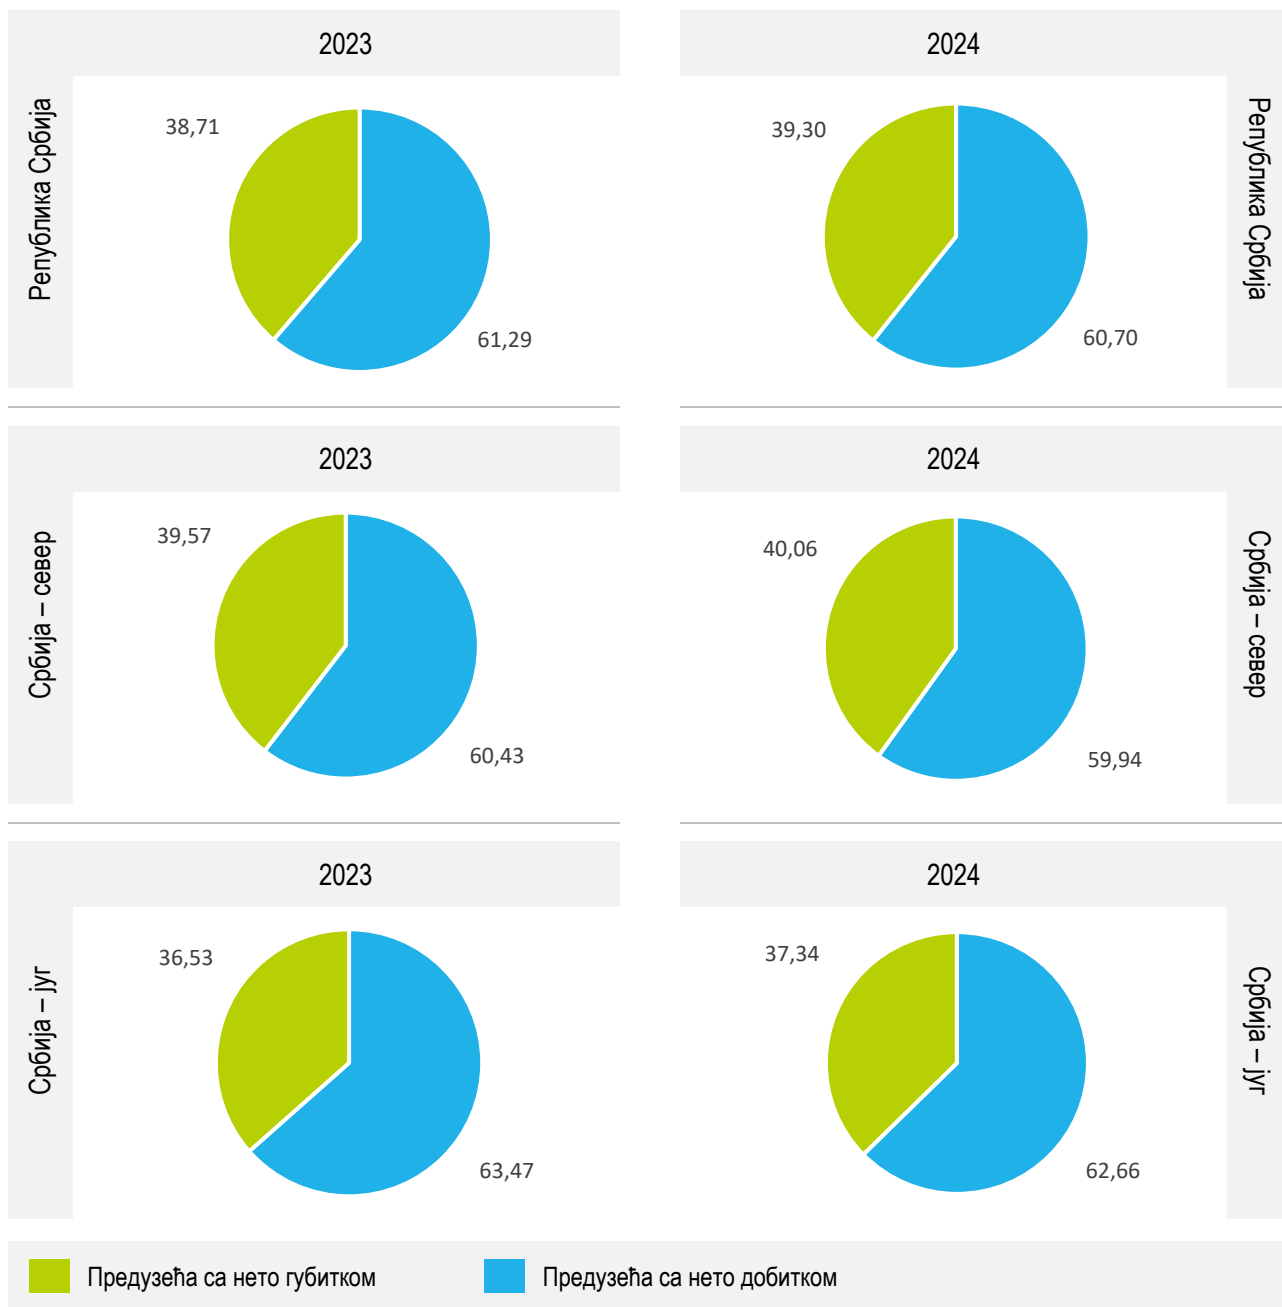 2023
2024
Република Србија
38,71
61,29
39,30
60,70
Република Србија
2023
2024
Србија – север
39,57
60,43
40,06
59,94
Србија – север
2023
2024
Србија – југ
36,53
63,47
37,34
62,66
Србија – југ
Предузећа са нето губитком
Предузећа са нето добитком